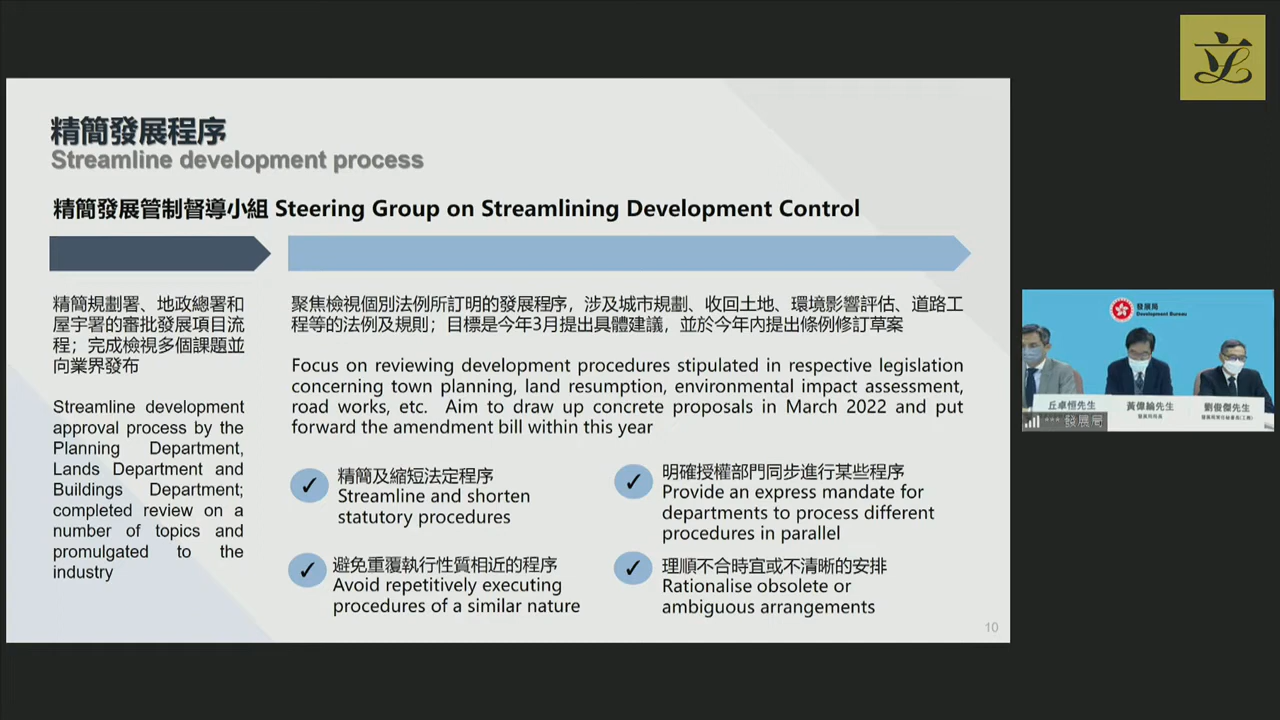 精簡發展程序
Streamline development process
精簡發展管制督導小組 Steering Group on Streamlining Development Control
精簡規劃署、地政總署和
屋宇署的審批發展項目流
程；完成檢視多個課題並
向業界發布
Streamline development
approval process by the
Planning Department,
Lands Department and
Buildings Department;
completed review on a
number of topics and
promulgated to the
industry
聚焦檢視個別法例所訂明的發展程序，涉及城市規劃、收回土地、環境影響評估、道路工
程等的法例及規則；目標是今年3月提出具體建議，並於今年內提出條例修訂草案
Focus on reviewing development procedures stipulated in respective legislation
concerning town planning, land resumption, environmental impact assessment,
road works, etc. Aim to draw up concrete proposals in March 2022 and put
forward the amendment bill within this year
精簡及縮短法定程序
Streamline and shorten
statutory procedures
明確授權部門同步進行某些程序
Provide an express mandate for
departments to process different
procedures in parallel
避免重覆執行性質相近的程序
Avoid repetitively executing
procedures of a similar nature
理順不合時宜或不清晰的安排
Rationalise obsolete or
ambiguous arrangements
10
發展局
Development Bureau
丘卓恒先生
黃偉綸先生
發展局局長
劉俊傑先生
發展局